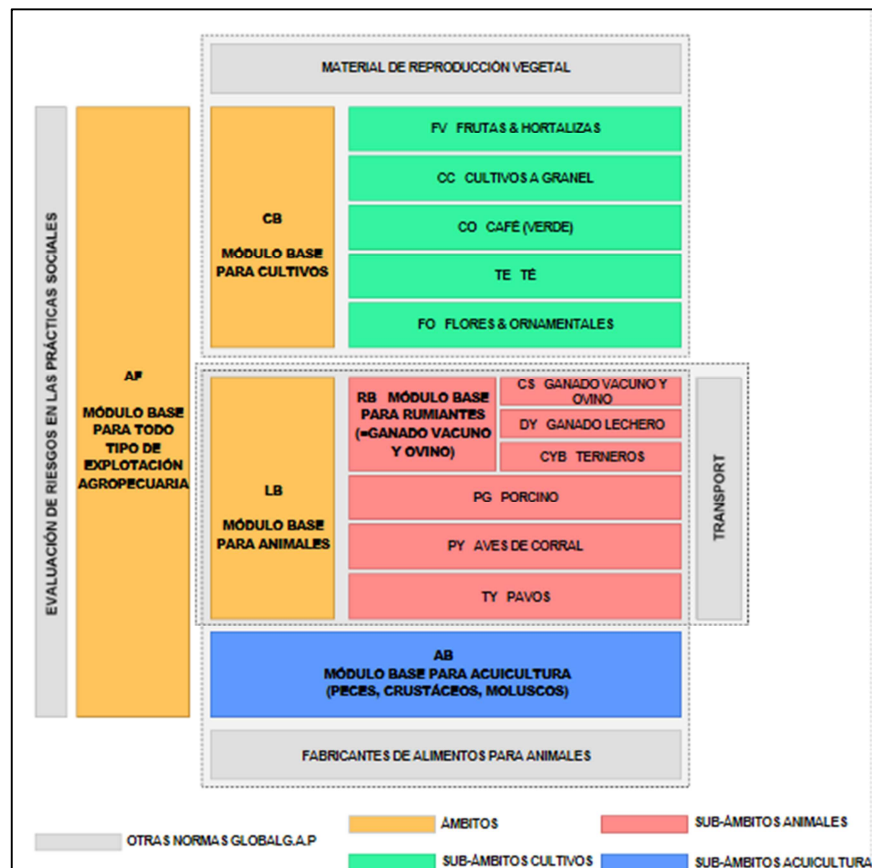 MATERIAL DE REPRODUCCIÓN VEGETAL
EVALUACIÓN DE RIESGOS EN LAS PRÁCTICAS SOCIALES
AF
MÓDULO BASE
PARA TODO
TIPO DE
EXPLOTACIÓN
AGROPECUARIA
CB
MÓDULO BASE
PARA CULTIVOS
FV FRUTAS & HORTALIZAS
CC CULTIVOS A GRANEL
CO CAFÉ (VERDE)
TE TÉ
FO FLORES & ORNAMENTALES
LB
MÓDULO BASE
PARA ANIMALES
RB MÓDULO BASE
PARA RUMIANTES
(=GANADO VACUNO
Y OVINO)
CS GANADO VACUNO Y
OVINO
DY GANADO LECHERO
CYB TERNEROS
PG PORCINO
PY AVES DE CORRAL
TY PAVOS
TRANSPORT
AB
MÓDULO BASE PARA ACUICULTURA
(PECES, CRUSTÁCEOS, MOLUSCOS)
FABRICANTES DE ALIMENTOS PARA ANIMALES
OTRAS NORMAS GLOBALG.A.P
ÁMBITOS
SUB-ÁMBITOS ANIMALES
SUB-ÁMBITOS CULTIVOS
SUB-ÁMBITOS ACUICULTURA